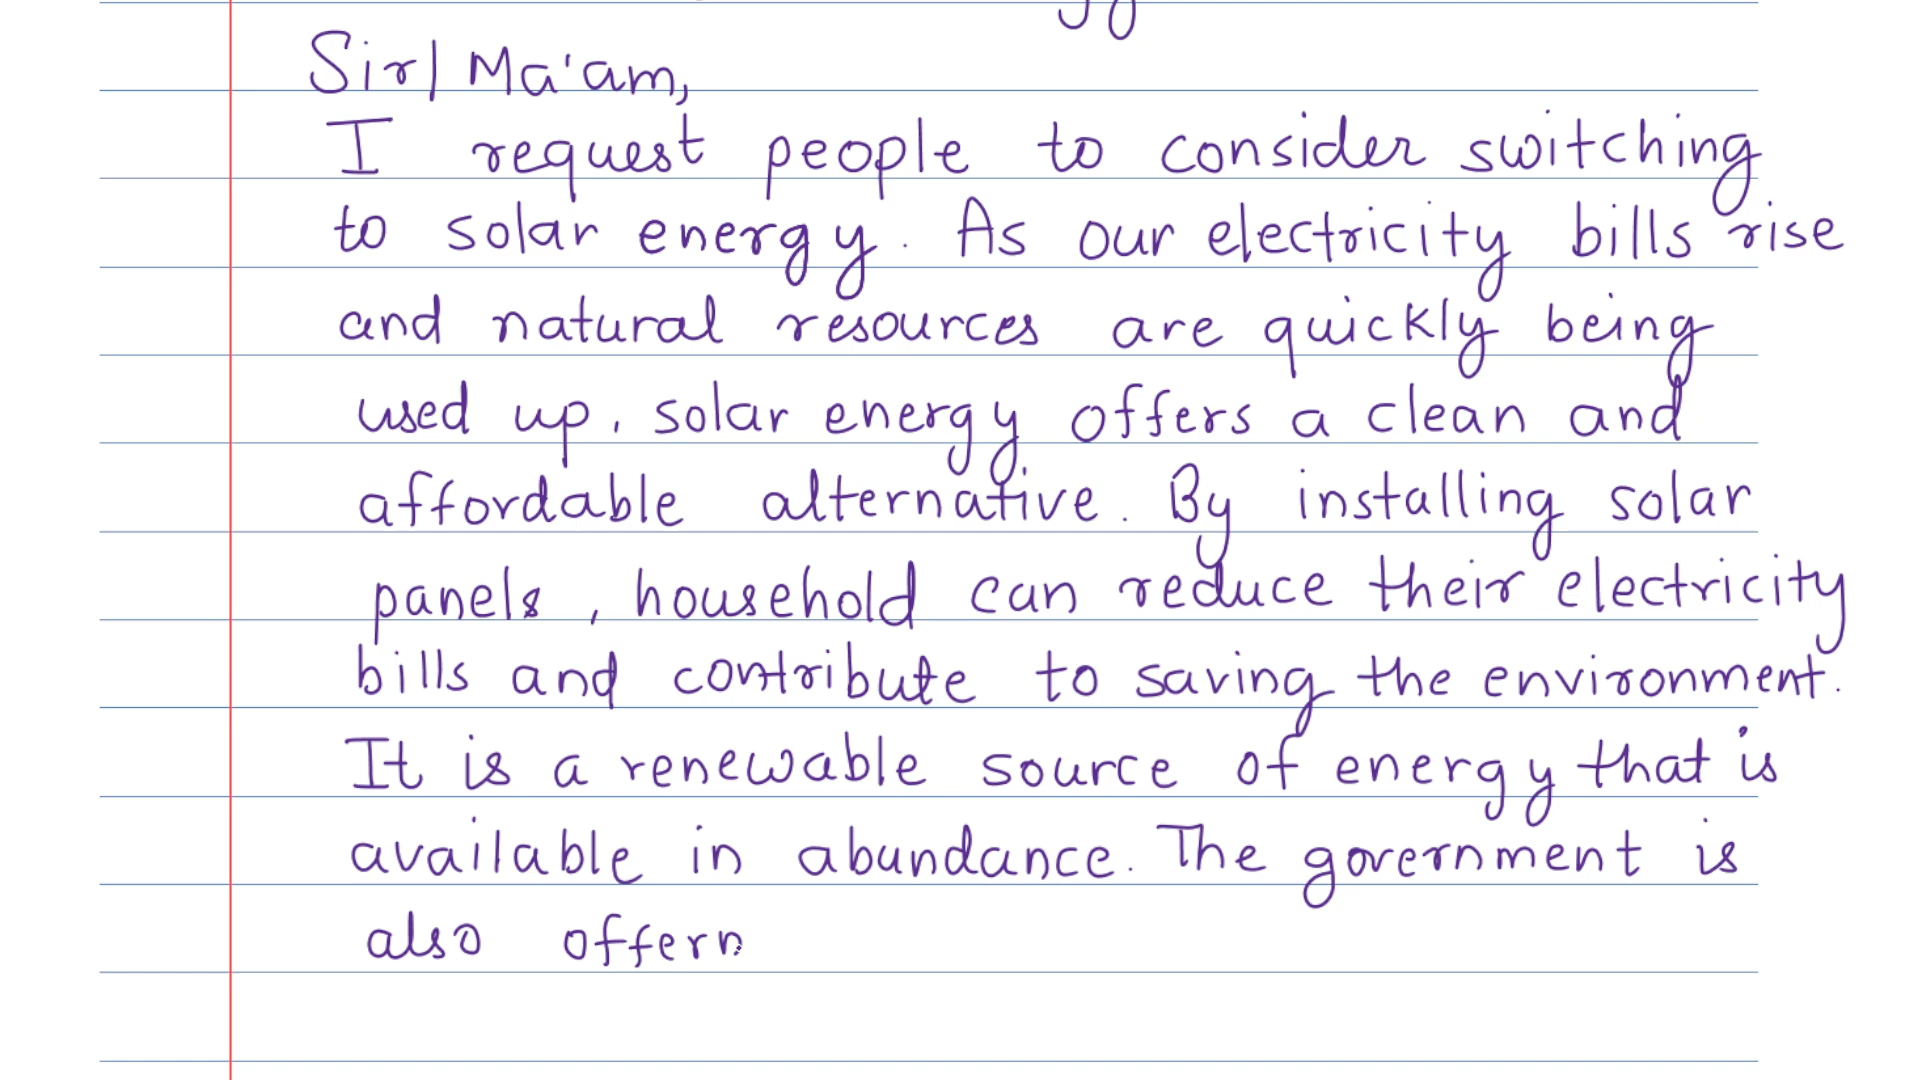 Sir/ Ma'am,
I request people to consider switching
to solar energy. As our electricity bills rise
and natural resources are quickly being
used up, solar energy offers a clean and
affordable alternative. By installing solar
panels, household can reduce their electricity
bills and contribute to saving the environment.
It is a renewable source of energy that is
available in abundance. The government is
also offern